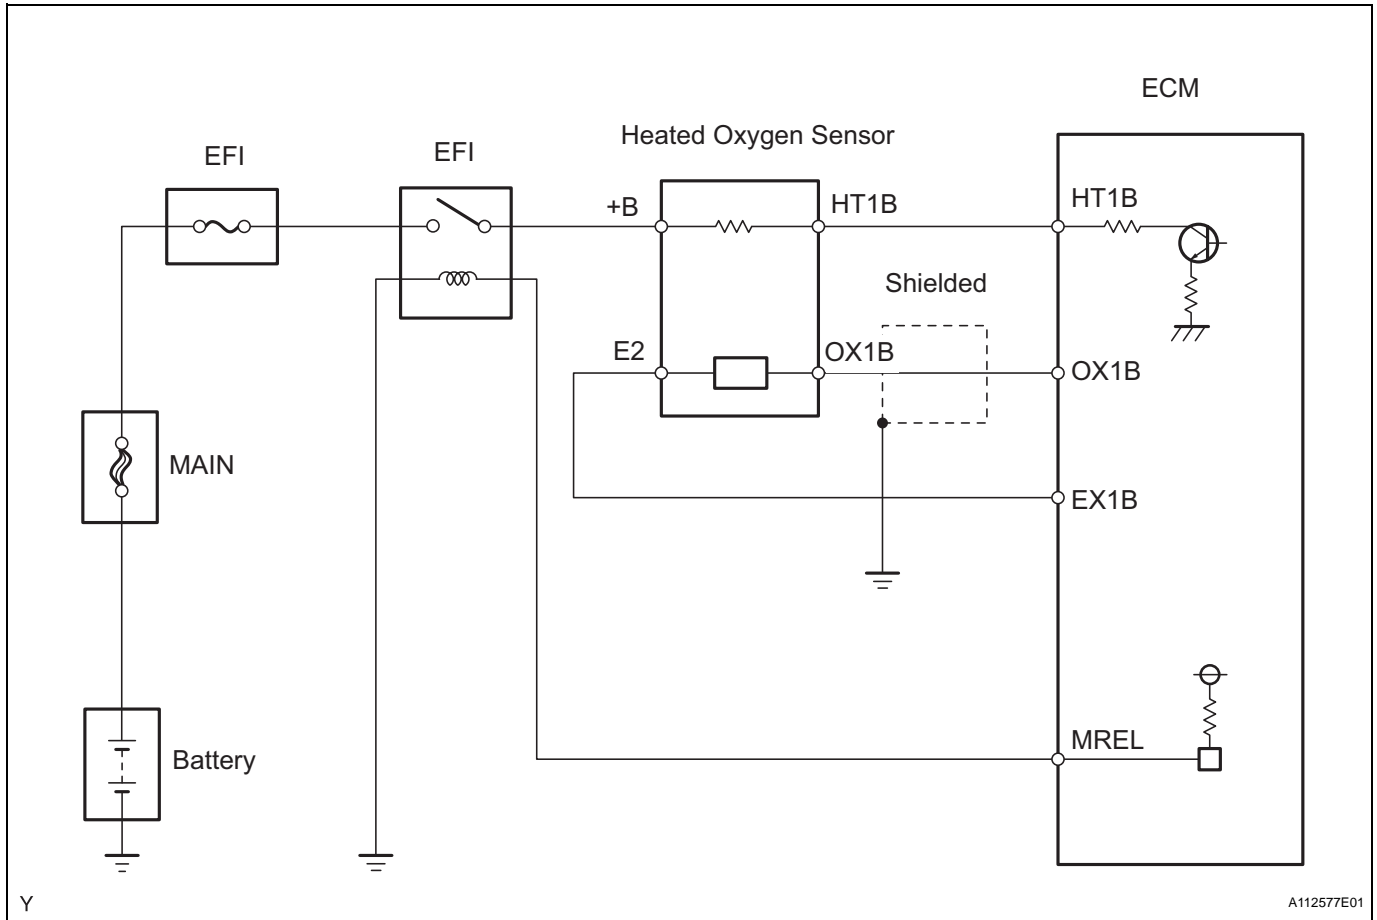 ECM
Heated Oxygen Sensor
EFI
EFI
+B
HT1B
HT1B
Shielded
E2
OX1B
OX1B
MAIN
EX1B
MREL
Battery
Y
A112577E01